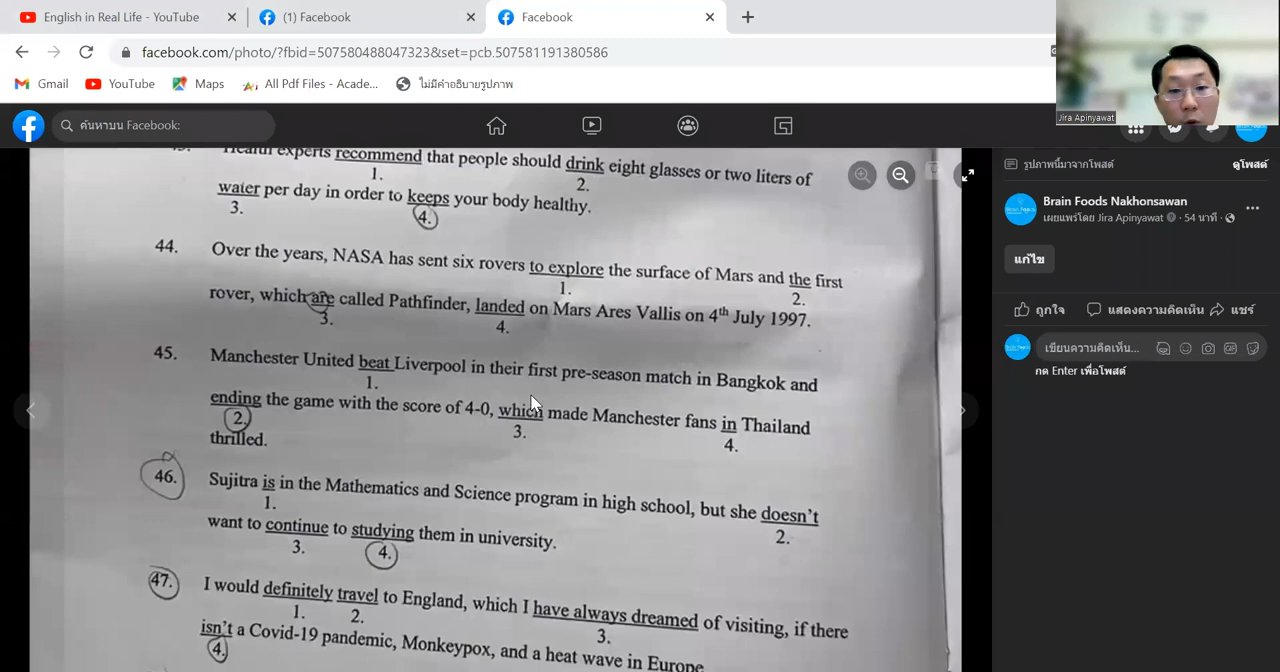 English in Real Life - YouTube
(1) Facebook
Facebook
facebook.com/photo/?fbid=507580488047323&set=pcb.507581191380586
Gmail YouTube Maps All Pdf Files - Acade... ไม่มีคำอธิบายรูปภาพ
Jira Apinyawat
ค้นหาบน Facebook:
Health experts recommend that people should drink eight glasses or two liters of
1. 2.
water per day in order to keeps your body healthy.
3. 4.
44. Over the years, NASA has sent six rovers to explore the surface of Mars and the first
1. 2.
rover, which are called Pathfinder, landed on Mars Ares Vallis on 4th July 1997.
3. 4.
45. Manchester United beat Liverpool in their first pre-season match in Bangkok and
1.
ending the game with the score of 4-0, which made Manchester fans in Thailand
2. 3. 4.
thrilled.
46. Sujitra is in the Mathematics and Science program in high school, but she doesn't
1. 2.
want to continue to studying them in university.
3. 4.
47. I would definitely travel to England, which I have always dreamed of visiting, if there
1. 2. 3.
isn't a Covid-19 pandemic, Monkeypox, and a heat wave in Europe
4.
รูปภาพนี้มาจากโพสต์ ดูโพสต์
Brain Foods Nakhonsawan
เผยแพร่โดย Jira Apinyawat · 54 นาที ·
แก้ไข
ถูกใจ แสดงความคิดเห็น แชร์
เขียนความคิดเห็น...
กด Enter เพื่อโพสต์